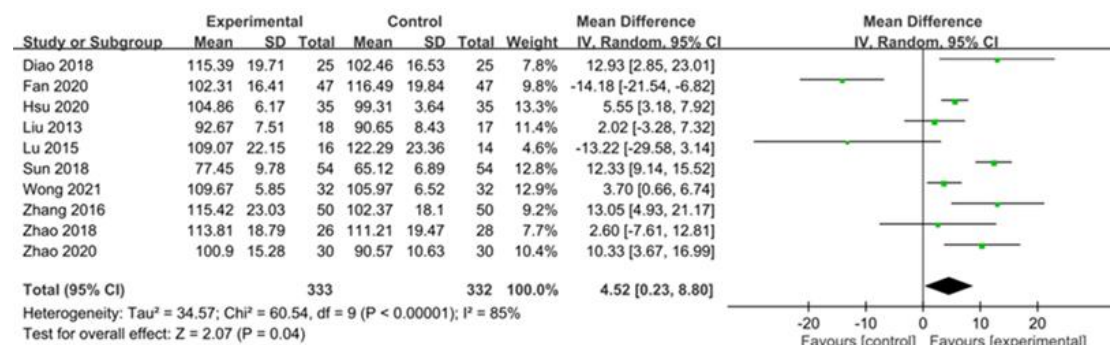 Experimental Control Mean Difference Mean Difference
Study or Subgroup Mean SD Total Mean SD Total Weight IV, Random, 95% CI IV, Random, 95% CI
Diao 2018 115.39 19.71 25 102.46 16.53 25 7.8% 12.93 [2.85, 23.01]
Fan 2020 102.31 16.41 47 116.49 19.84 47 9.8% -14.18 [-21.54, -6.82]
Hsu 2020 104.86 6.17 35 99.31 3.64 35 13.3% 5.55 [3.18, 7.92]
Liu 2013 92.67 7.51 18 90.65 8.43 17 11.4% 2.02 [-3.28, 7.32]
Lu 2015 109.07 22.15 16 122.29 23.36 14 4.6% -13.22 [-29.58, 3.14]
Sun 2018 77.45 9.78 54 65.12 6.89 54 12.8% 12.33 [9.14, 15.52]
Wong 2021 109.67 5.85 32 105.97 6.52 32 12.9% 3.70 [0.66, 6.74]
Zhang 2016 115.42 23.03 50 102.37 18.1 50 9.2% 13.05 [4.93, 21.17]
Zhao 2018 113.81 18.79 26 111.21 19.47 28 7.7% 2.60 [-7.61, 12.81]
Zhao 2020 100.9 15.28 30 90.57 10.63 30 10.4% 10.33 [3.67, 16.99]
Total (95% CI) 333 332 100.0% 4.52 [0.23, 8.80]
Heterogeneity: Tau² = 34.57; Chi² = 60.54, df = 9 (P < 0.00001); I² = 85%
Test for overall effect: Z = 2.07 (P = 0.04)
-20 -10 0 10 20
Favours [control] Favours [experimental]